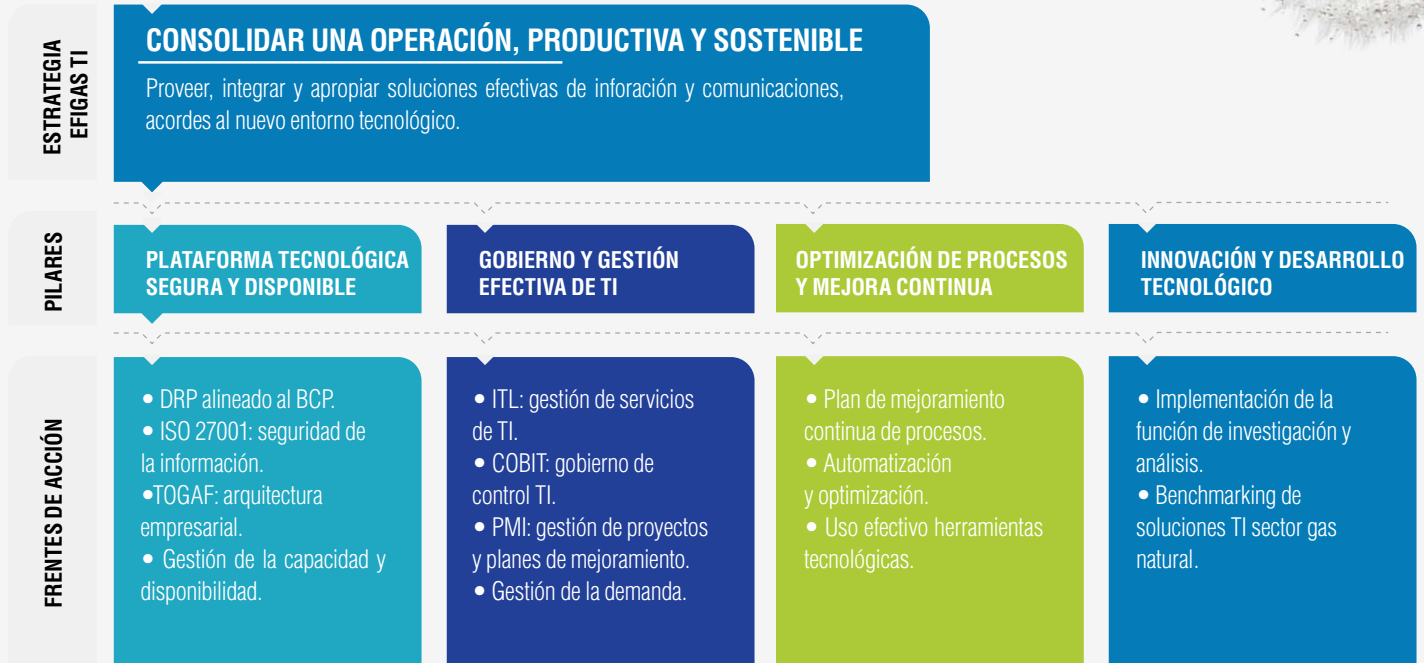 ESTRATEGIA
EFIGAS TI
CONSOLIDAR UNA OPERACIÓN, PRODUCTIVA Y SOSTENIBLE
Proveer, integrar y apropiar soluciones efectivas de inforación y comunicaciones,
acordes al nuevo entorno tecnológico.
PILARES
PLATAFORMA TECNOLÓGICA
SEGURA Y DISPONIBLE
GOBIERNO Y GESTIÓN
EFECTIVA DE TI
OPTIMIZACIÓN DE PROCESOS
Y MEJORA CONTINUA
INNOVACIÓN Y DESARROLLO
TECNOLÓGICO
FRENTES DE ACCIÓN
• DRP alineado al BCP.
• ISO 27001: seguridad de
la información.
•TOGAF: arquitectura
empresarial.
• Gestión de la capacidad y
disponibilidad.
• ITL: gestión de servicios
de TI.
• COBIT: gobierno de
control TI.
• PMI: gestión de proyectos
y planes de mejoramiento.
• Gestión de la demanda.
• Plan de mejoramiento
continua de procesos.
• Automatización
y optimización.
• Uso efectivo herramientas
tecnológicas.
• Implementación de la
función de investigación y
análisis.
• Benchmarking de
soluciones TI sector gas
natural.